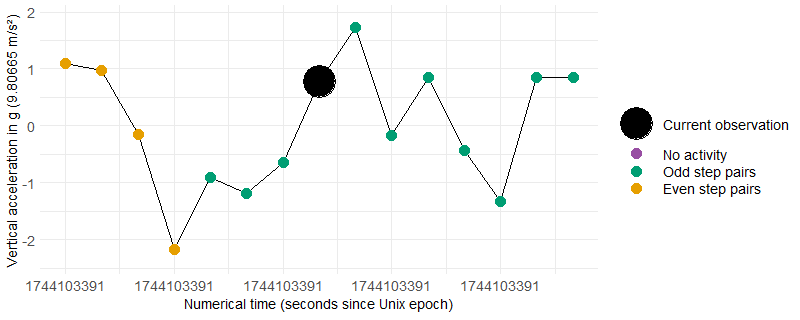 Vertical acceleration in g (9.80665 m/s²)
2
1
0
-1
-2
1744103391 1744103391 1744103391 1744103391 1744103391
Numerical time (seconds since Unix epoch)
Current observation
No activity
Odd step pairs
Even step pairs